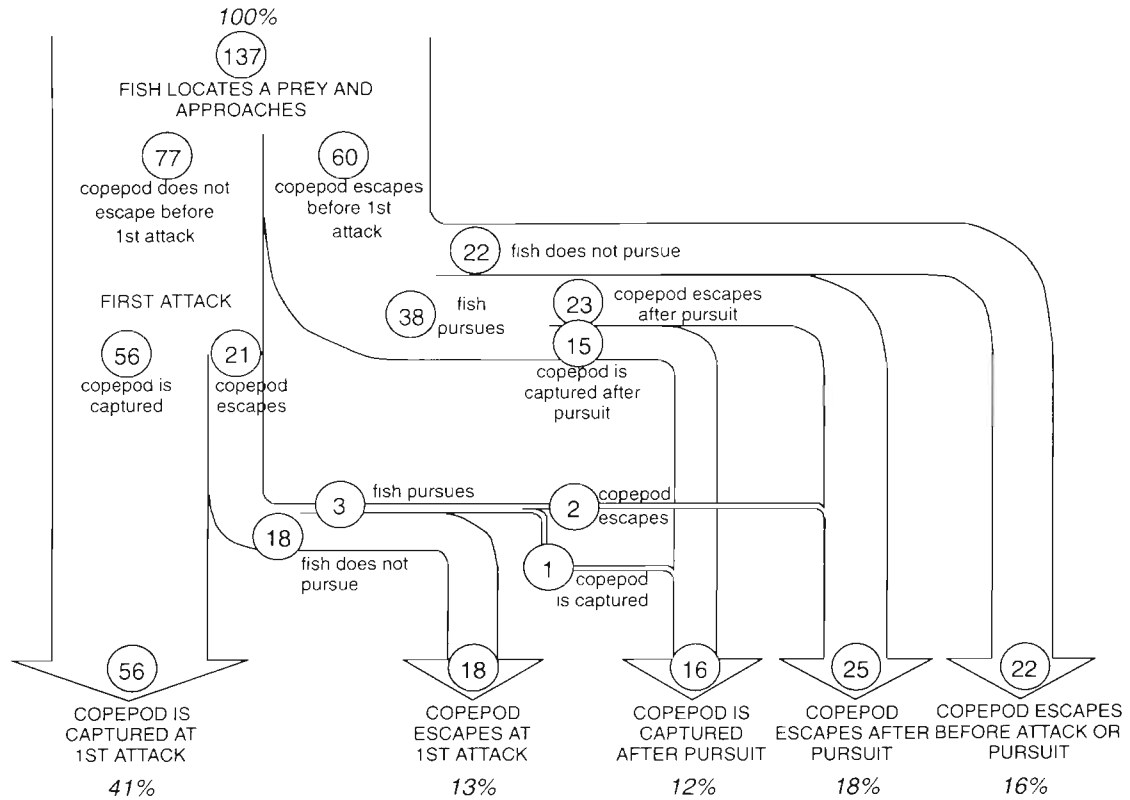 100%
137
FISH LOCATES A PREY AND
APPROACHES
77
copepod does not
escape before
1st attack
60
copepod escapes
before 1st
attack
22
fish does not pursue
38
fish
pursues
23
copepod escapes
after pursuit
15
copepod is
captured after
pursuit
FIRST ATTACK
56
copepod is
captured
21
copepod
escapes
3
fish pursues
2
copepod
escapes
18
fish does not
pursue
1
copepod
is captured
56
COPEPOD IS
CAPTURED AT
1ST ATTACK
41%
18
COPEPOD
ESCAPES AT
1ST ATTACK
13%
16
COPEPOD IS
CAPTURED
AFTER PURSUIT
12%
25
COPEPOD
ESCAPES AFTER
PURSUIT
18%
22
COPEPOD ESCAPES
BEFORE ATTACK OR
PURSUIT
16%